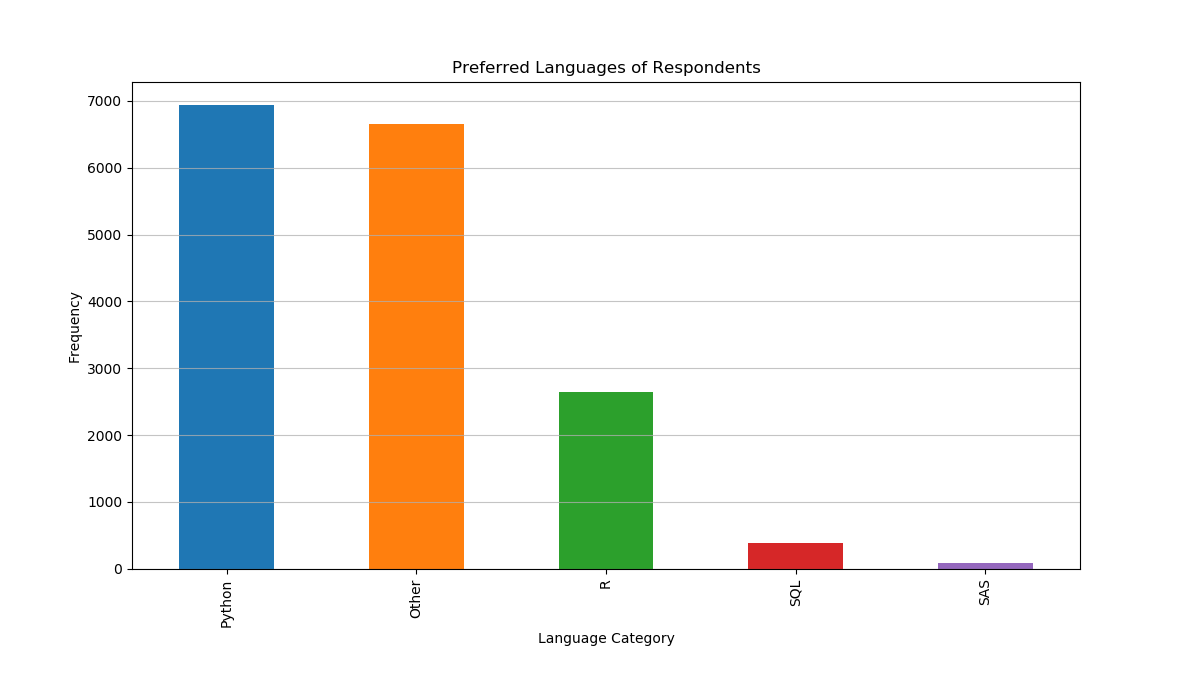 Preferred Languages of Respondents
7000
6000
5000
4000
3000
2000
1000
0
Frequency
Python
Other
R
SQL
SAS
Language Category